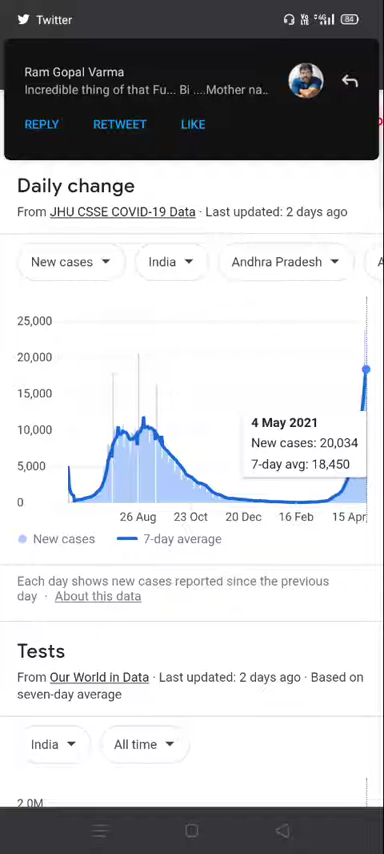 Twitter
84
Ram Gopal Varma
Incredible thing of that Fu... Bi ....Mother na..
REPLY RETWEET LIKE
Daily change
From JHU CSSE COVID-19 Data · Last updated: 2 days ago
New cases India Andhra Pradesh A
25,000
20,000
15,000
10,000
5,000
0
4 May 2021
New cases: 20,034
7-day avg: 18,450
26 Aug 23 Oct 20 Dec 16 Feb 15 Apr
New cases 7-day average
Each day shows new cases reported since the previous
day · About this data
Tests
From Our World in Data · Last updated: 2 days ago · Based on
seven-day average
India All time
2.0M